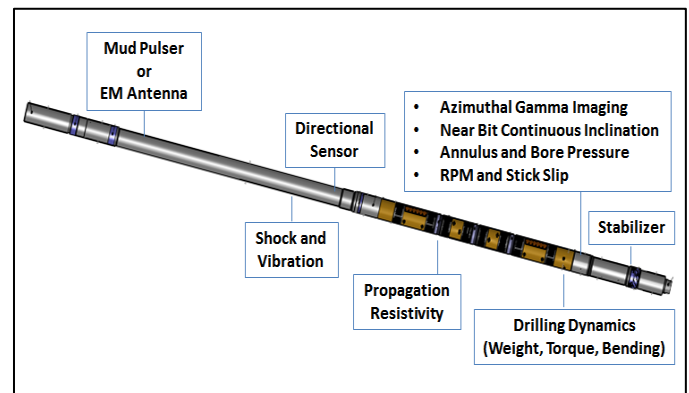 Mud Pulser
or
EM Antenna
Directional
Sensor
• Azimuthal Gamma Imaging
• Near Bit Continuous Inclination
• Annulus and Bore Pressure
• RPM and Stick Slip
Stabilizer
Shock and
Vibration
Propagation
Resistivity
Drilling Dynamics
(Weight, Torque, Bending)